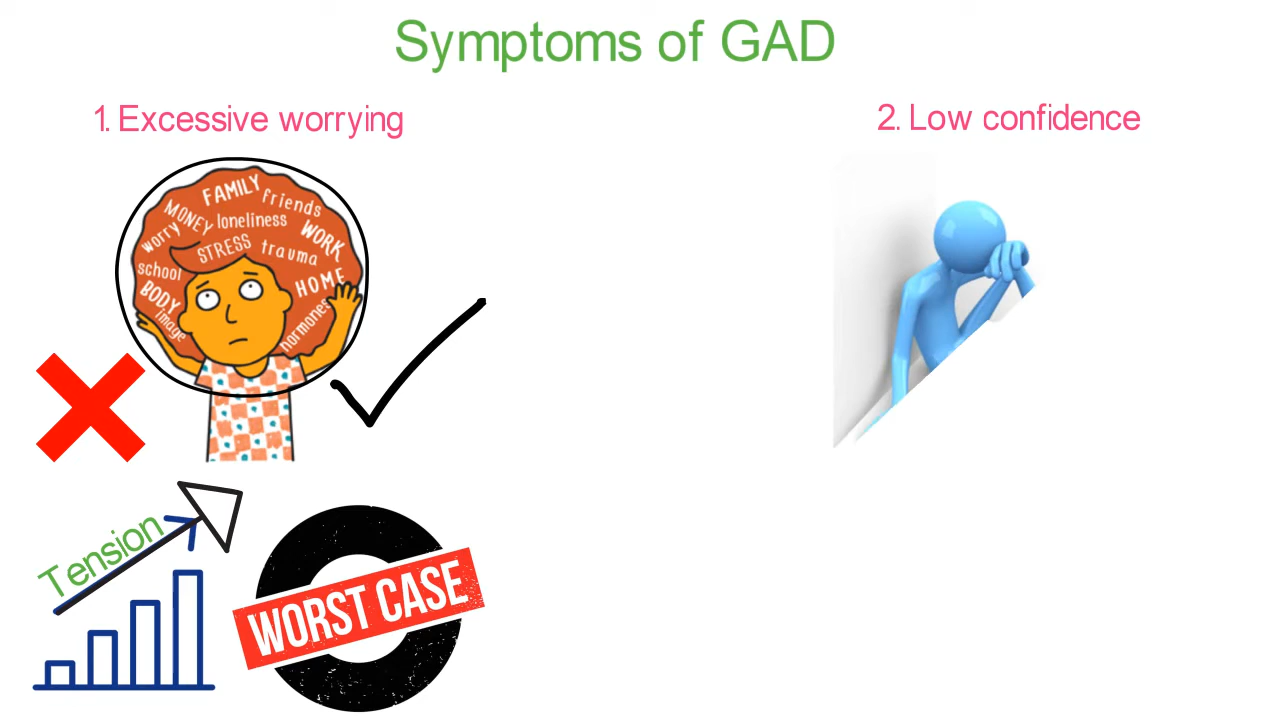 Symptoms of GAD
1. Excessive worrying
2. Low confidence
FAMILY
friends
MONEY
loneliness
WORK
worry
STRESS
trauma
school
HOME
BODY
image
hormones
Tension
WORST CASE